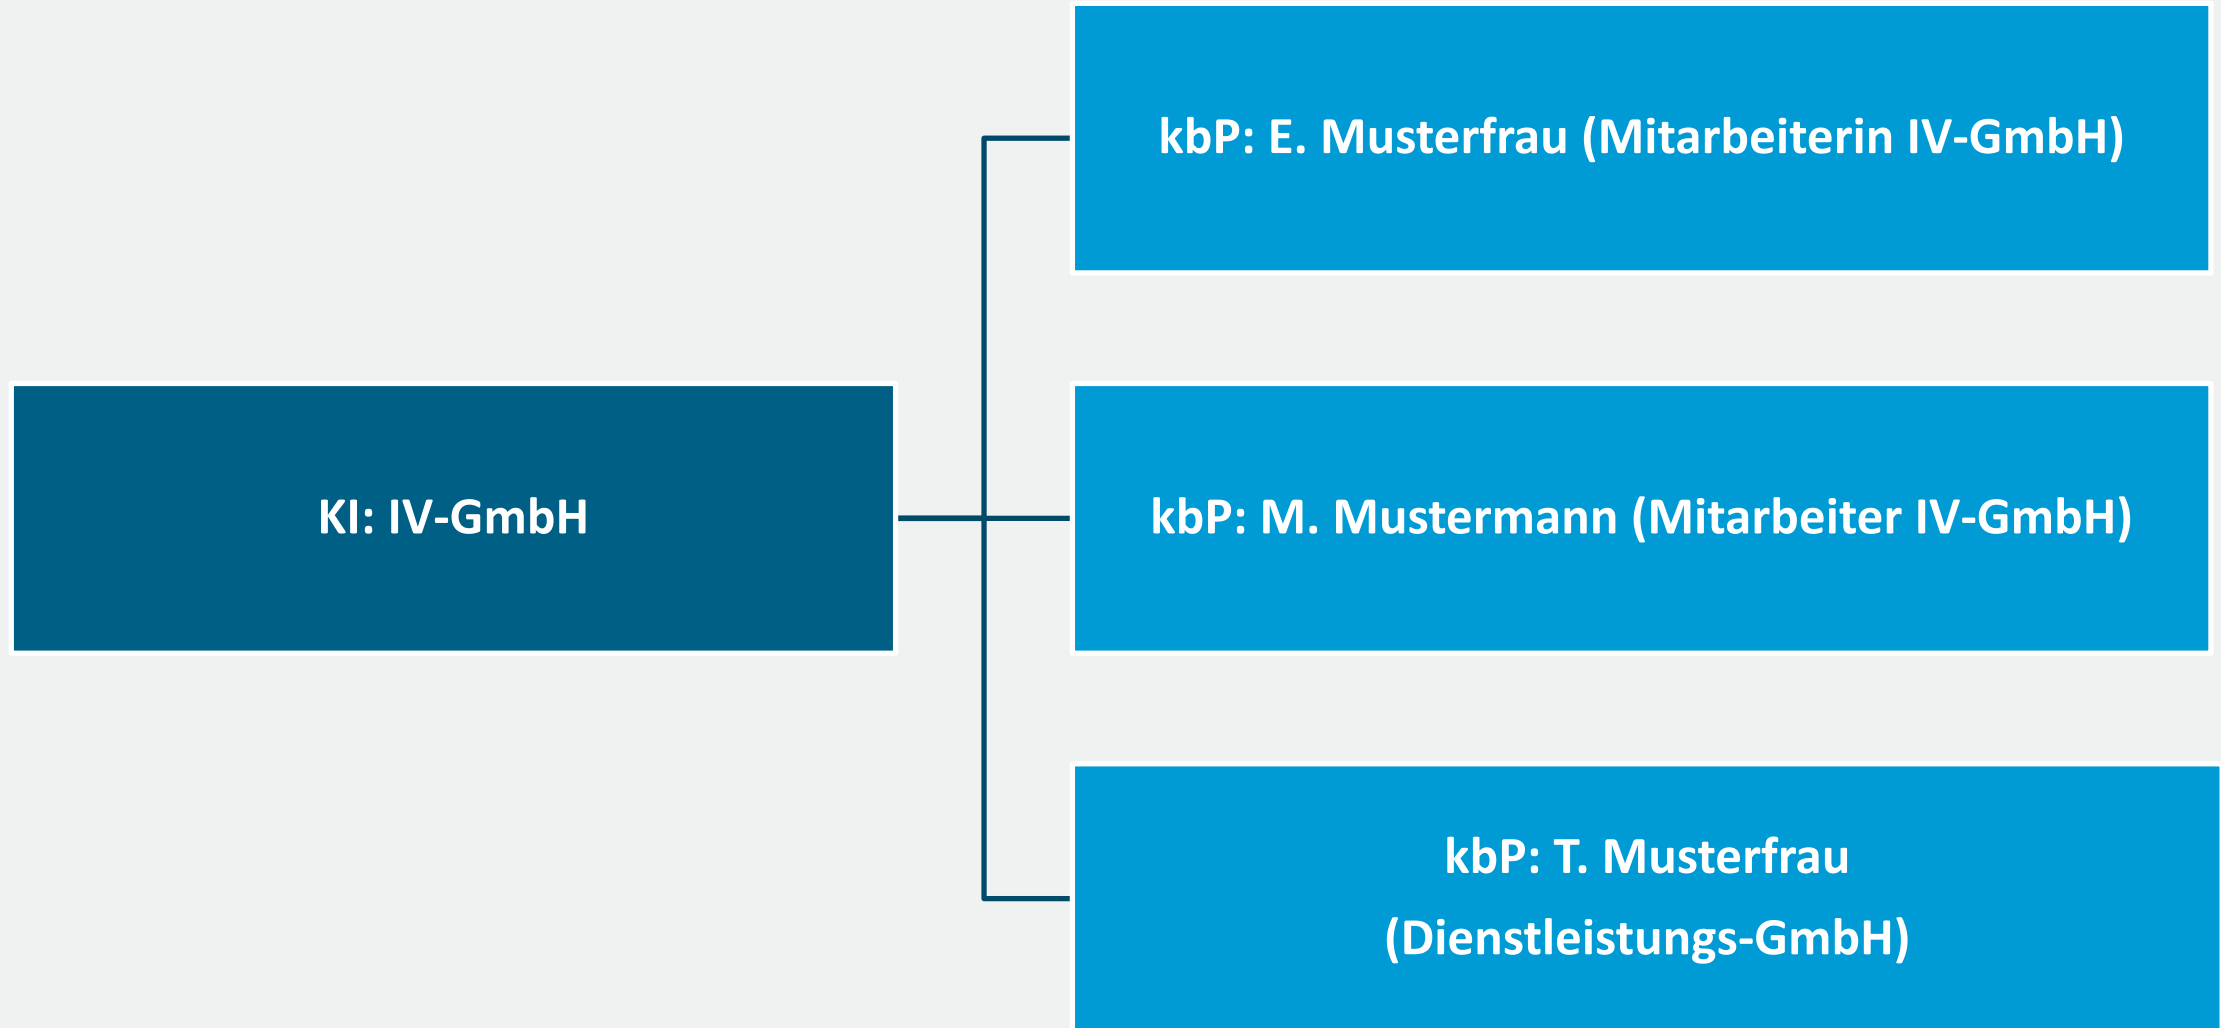 kbP: E. Musterfrau (Mitarbeiterin IV-GmbH)
KI: IV-GmbH
kbP: M. Mustermann (Mitarbeiter IV-GmbH)
kbP: T. Musterfrau
(Dienstleistungs-GmbH)